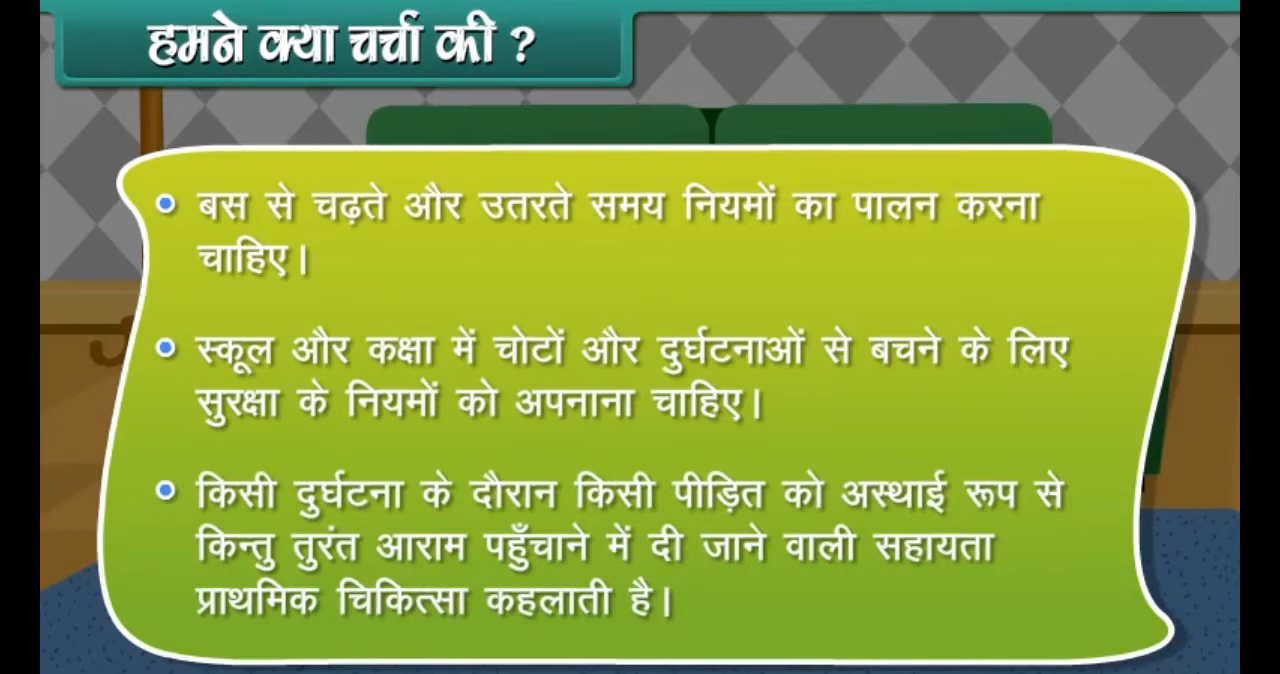 हमने क्या चर्चा की ?
• बस से चढ़ते और उतरते समय नियमों का पालन करना
चाहिए।
• स्कूल और कक्षा में चोटों और दुर्घटनाओं से बचने के लिए
सुरक्षा के नियमों को अपनाना चाहिए।
• किसी दुर्घटना के दौरान किसी पीड़ित को अस्थाई रूप से
किन्तु तुरंत आराम पहुँचाने में दी जाने वाली सहायता
प्राथमिक चिकित्सा कहलाती है।